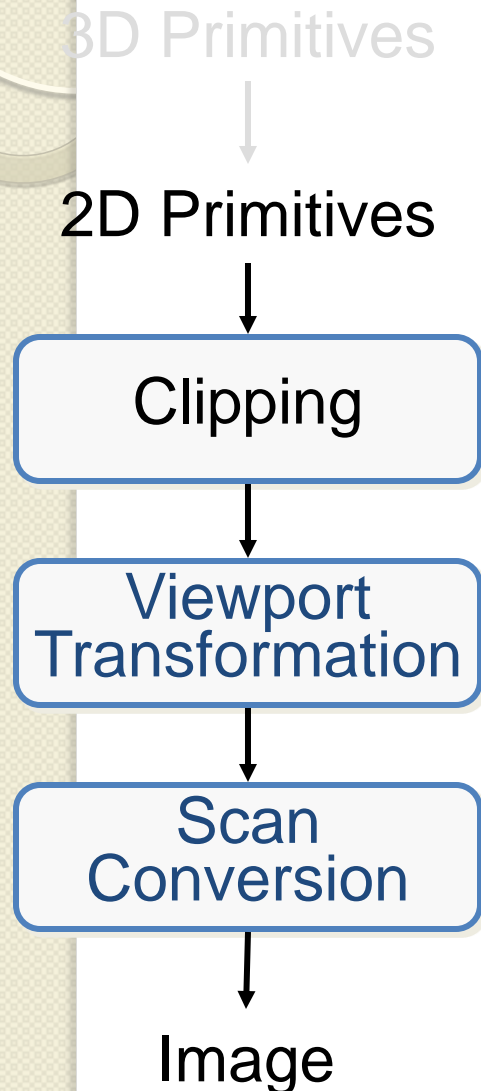 3D Primitives
2D Primitives
Clipping
Viewport
Transformation
Scan
Conversion
Image